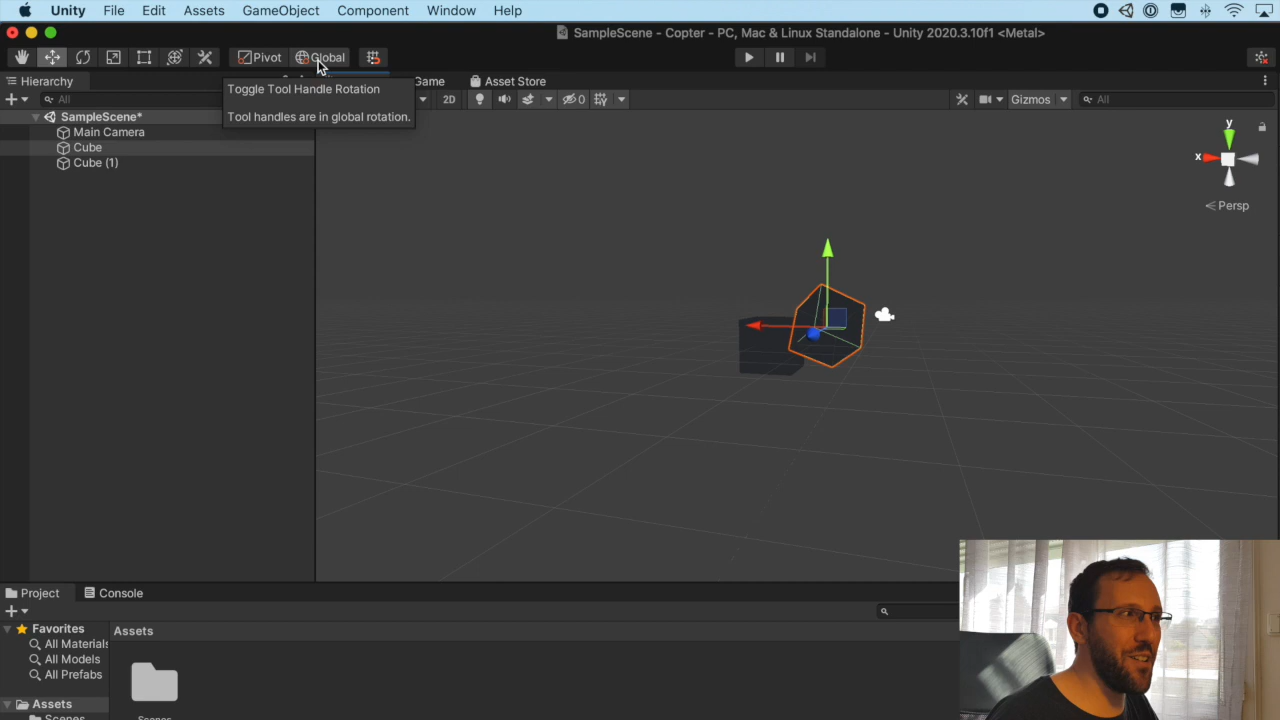 Unity File Edit Assets GameObject Component Window Help
SampleScene - Copter - PC, Mac & Linux Standalone - Unity 2020.3.10f1 <Metal>
Pivot Global
Hierarchy Game Asset Store
All 2D 0 Gizmos All
Toggle Tool Handle Rotation
Tool handles are in global rotation.
SampleScene*
Main Camera
Cube
Cube (1)
y
x
Persp
Project Console
Favorites Assets
All Materials
All Models
All Prefabs
Assets
Scenes Scenes